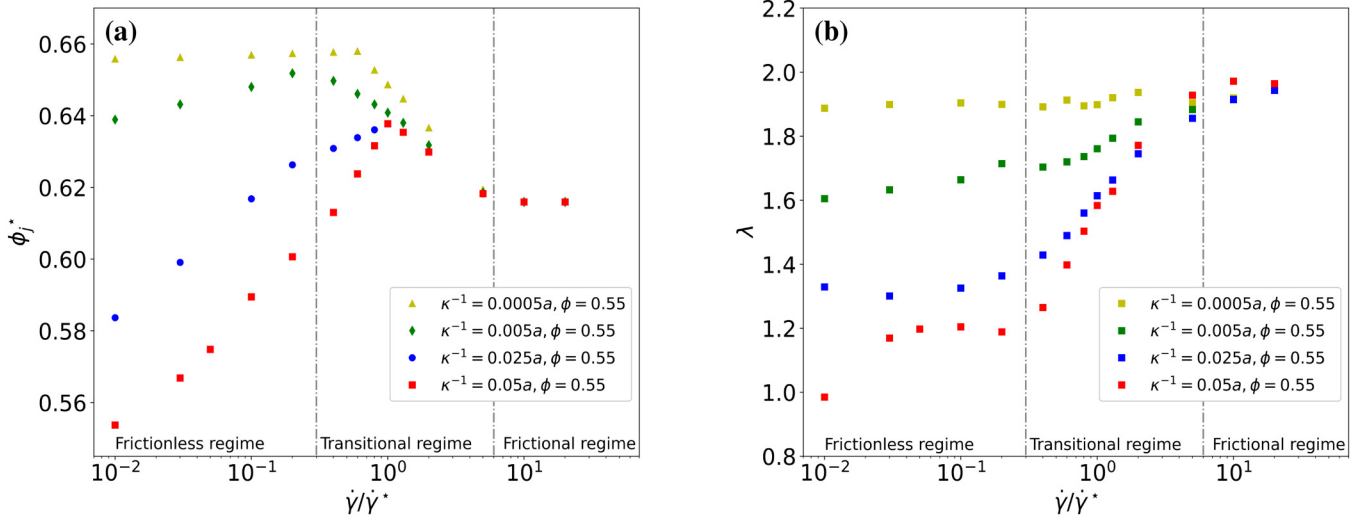 (a)
0.66
0.64
0.62
0.60
0.58
0.56
ϕⱼ*
κ⁻¹ = 0.0005a, ϕ = 0.55
κ⁻¹ = 0.005a, ϕ = 0.55
κ⁻¹ = 0.025a, ϕ = 0.55
κ⁻¹ = 0.05a, ϕ = 0.55
Frictionless regime Transitional regime Frictional regime
10⁻² 10⁻¹ 10⁰ 10¹
γ̇/γ̇*
(b)
2.2
2.0
1.8
1.6
1.4
1.2
1.0
0.8
λ
κ⁻¹ = 0.0005a, ϕ = 0.55
κ⁻¹ = 0.005a, ϕ = 0.55
κ⁻¹ = 0.025a, ϕ = 0.55
κ⁻¹ = 0.05a, ϕ = 0.55
Frictionless regime Transitional regime Frictional regime
10⁻² 10⁻¹ 10⁰ 10¹
γ̇/γ̇*